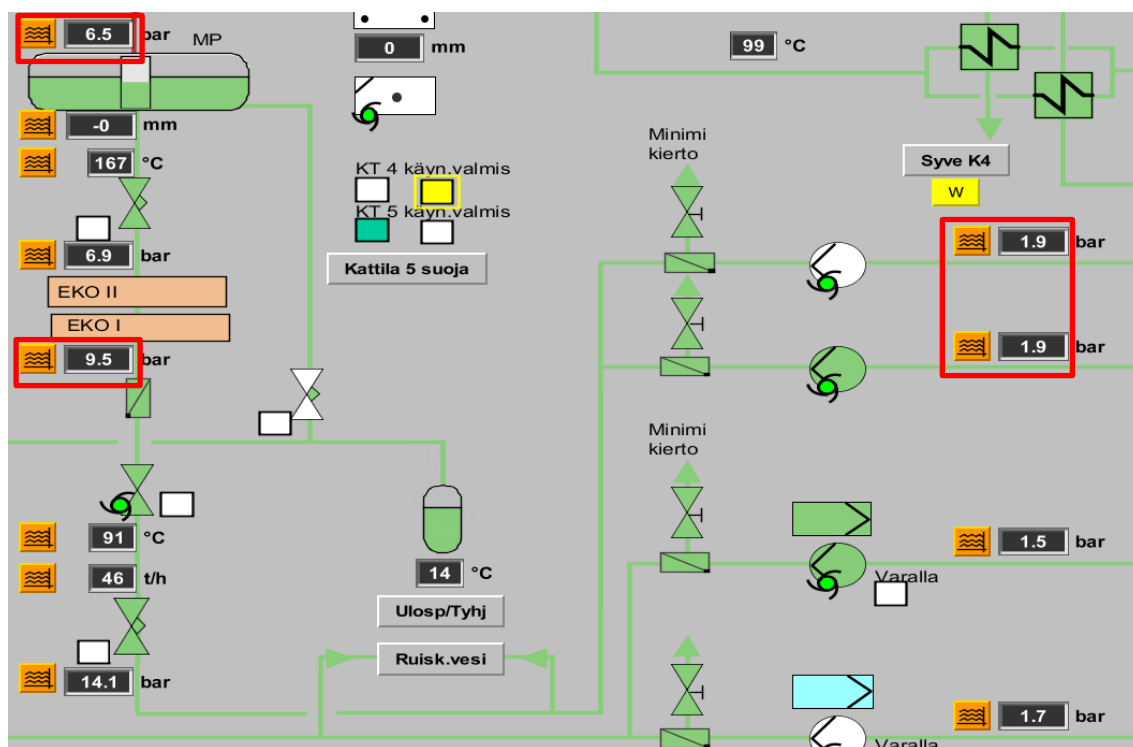 6.5 bar MP
0 mm
99 °C
-0 mm
167 °C
Minimi
kierto
KT 4 käyn.valmis
Syve K4
W
KT 5 käyn.valmis
6.9 bar
1.9 bar
Kattila 5 suoja
EKO II
EKO I
9.5 bar
1.9 bar
Minimi
kierto
91 °C
1.5 bar
46 t/h
14 °C
Varalla
Ulosp/Tyhj
Ruisk.vesi
14.1 bar
1.7 bar
Varalla